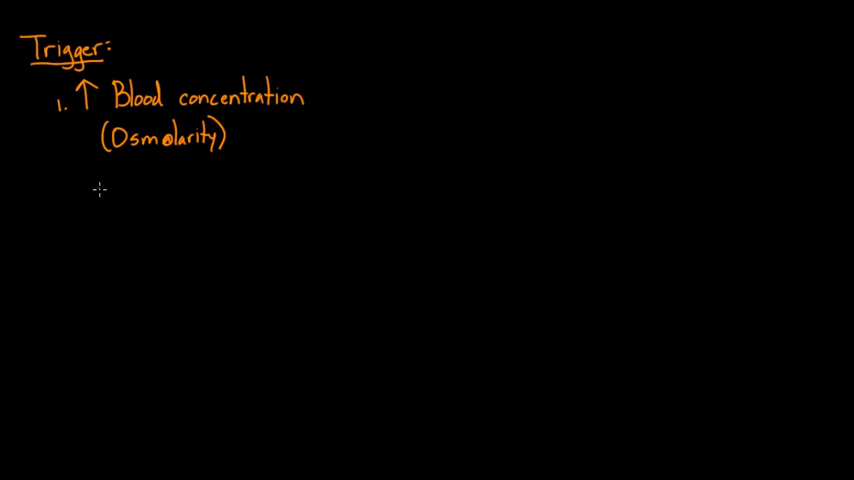 Trigger:
1. ↑ Blood concentration
(Osmolarity)